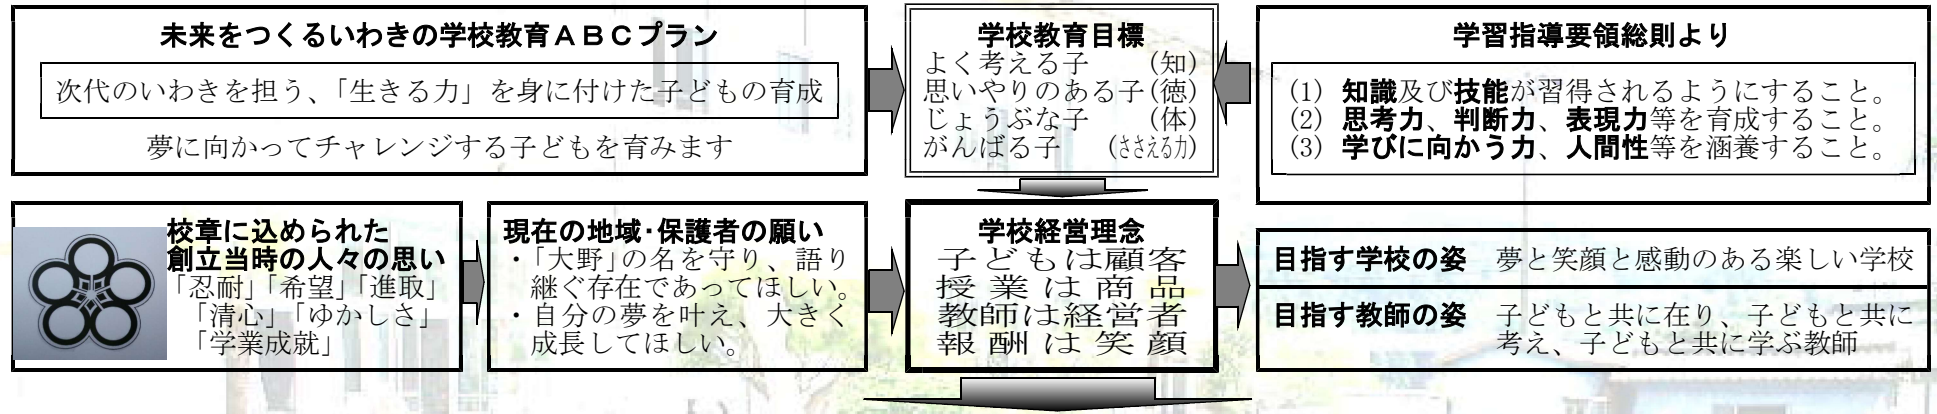 未来をつくるいわきの学校教育ＡＢＣプラン
次代のいわきを担う、「生きる力」を身に付けた子どもの育成
夢に向かってチャレンジする子どもを育みます
学校教育目標
よく考える子　　(知)
思いやりのある子(徳)
じょうぶな子　　(体)
がんばる子　(ささえる力)
学習指導要領総則より
(1) 知識及び技能が習得されるようにすること。
(2) 思考力、判断力、表現力等を育成すること。
(3) 学びに向かう力、人間性等を涵養すること。
校章に込められた
創立当時の人々の思い
「忍耐」「希望」「進取」
「清心」「ゆかしさ」
「学業成就」
現在の地域・保護者の願い
・「大野」の名を守り、語り
継ぐ存在であってほしい。
・自分の夢を叶え、大きく
成長してほしい。
学校経営理念
子どもは顧客
授業は商品
教師は経営者
報酬は笑顔
目指す学校の姿　夢と笑顔と感動のある楽しい学校
目指す教師の姿　子どもと共に在り、子どもと共に
考え、子どもと共に学ぶ教師